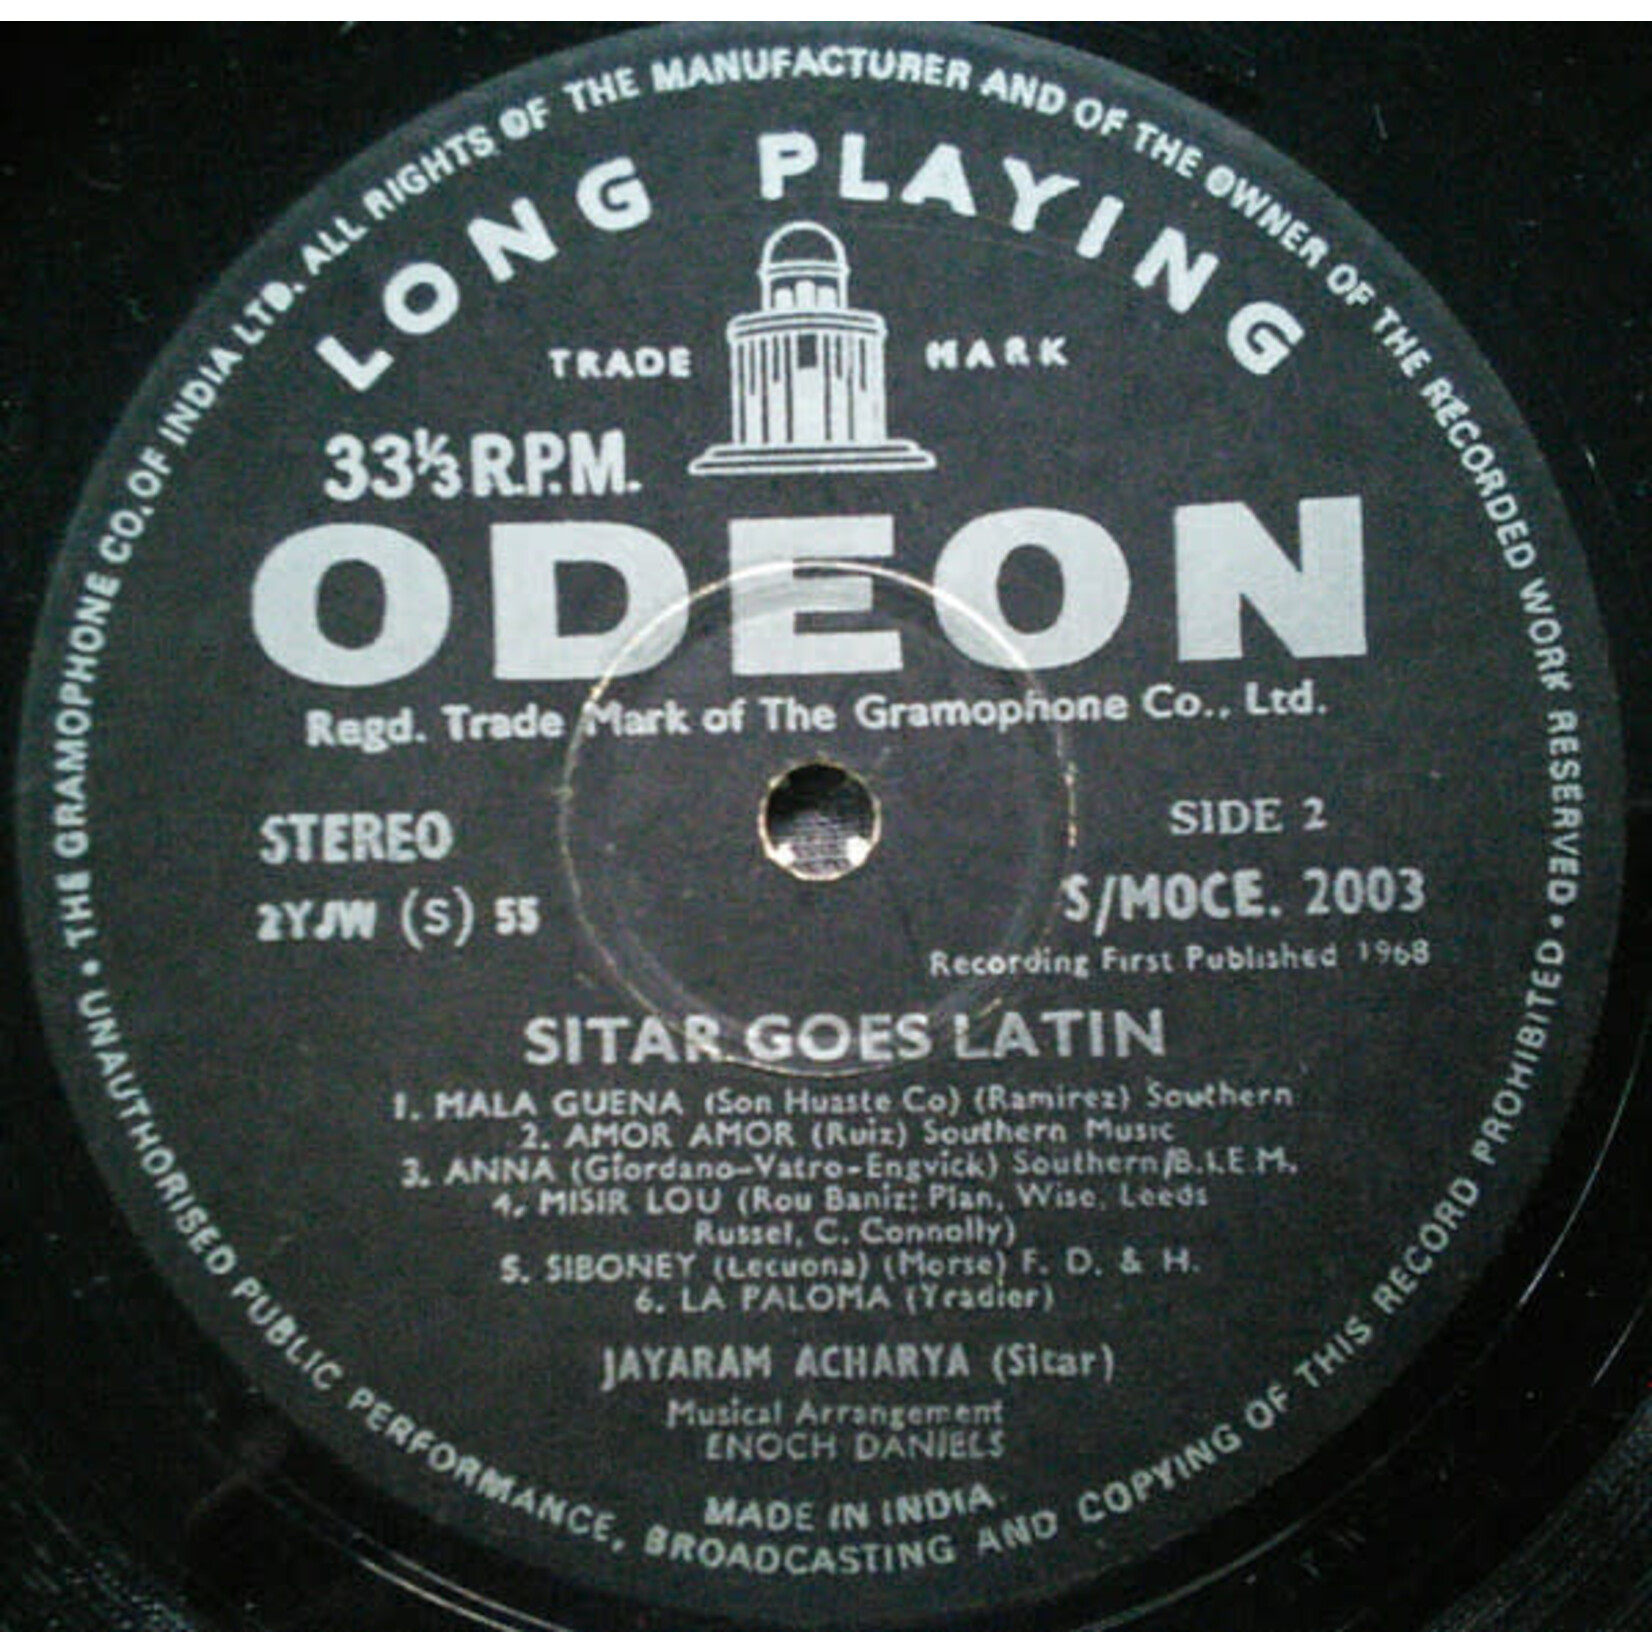 • THE GRAMOPHONE CO. OF INDIA LTD. ALL RIGHTS OF THE MANUFACTURER AND OF THE OWNER OF THE RECORDED WORK RESERVED •
LONG PLAYING
TRADE MARK
33⅓ R.P.M.
ODEON
Regd. Trade Mark of The Gramophone Co., Ltd.
STEREO
SIDE 2
2YJW (S) 55
S/MOCE. 2003
Recording First Published 1968
SITAR GOES LATIN
1. MALA GUENA (Son Huaste Co) (Ramirez) Southern
2. AMOR AMOR (Ruiz) Southern Music
3. ANNA (Giordano-Vatro-Engvick) Southern/B.I.E.M.
4. MISIR LOU (Rou Baniz: Plan, Wise, Leeds
Russel, C. Connolly)
5. SIBONEY (Lecuona) (Morse) F. D. & H.
6. LA PALOMA (Yradier)
JAYARAM ACHARYA (Sitar)
Musical Arrangement
ENOCH DANIELS
MADE IN INDIA
UNAUTHORISED PUBLIC PERFORMANCE, BROADCASTING AND COPYING OF THIS RECORD PROHIBITED